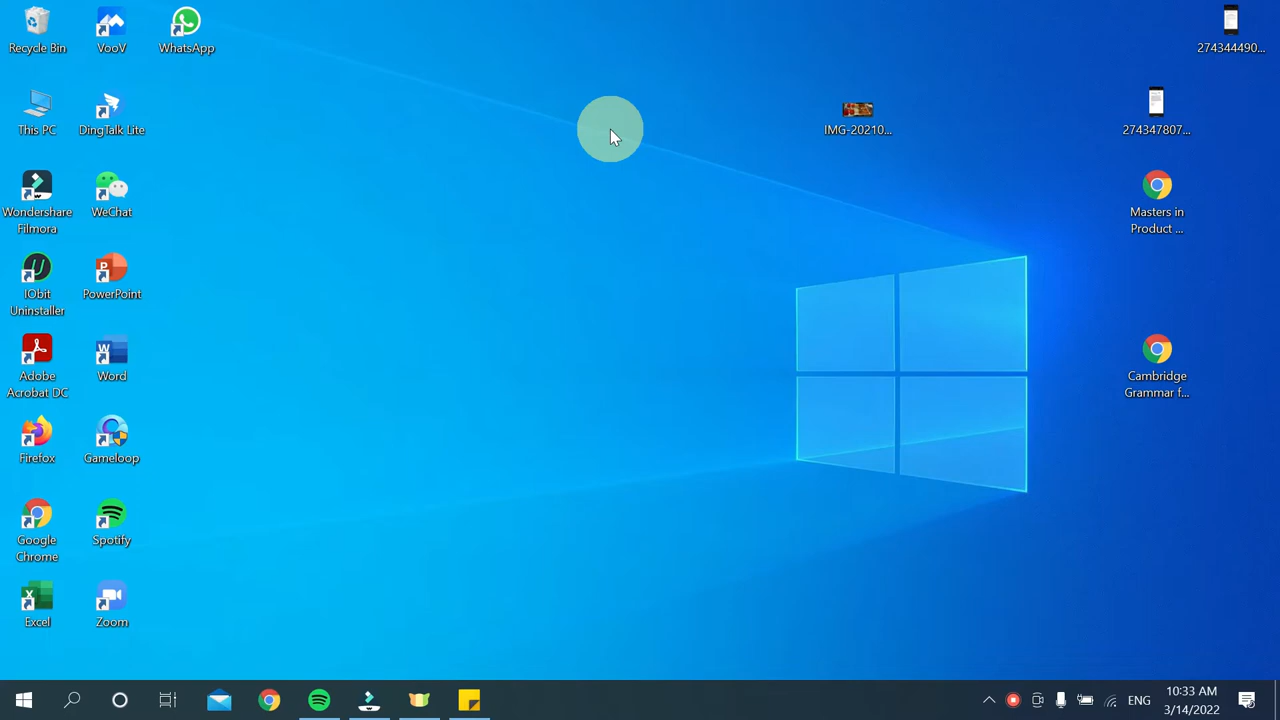 Recycle Bin
VooV
WhatsApp
274344490...
This PC
DingTalk Lite
IMG-20210...
274347807...
Wondershare
Filmora
WeChat
Masters in
Product ...
IObit
Uninstaller
PowerPoint
Adobe
Acrobat DC
Word
Cambridge
Grammar f...
Firefox
Gameloop
Google
Chrome
Spotify
Excel
Zoom
ENG
10:33 AM
3/14/2022